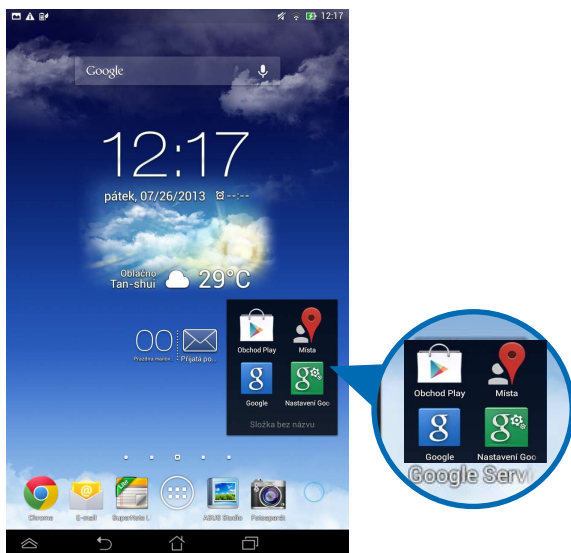 12:17
Google
12:17
pátek, 07/26/2013 --:--
Oblačno
Tan-shui
29°C
00
Přijatá po..
Obchod Play Místa
Google Nastavení Goo
Složka bez názvu
Chrome E-mail SuperNote L ASUS Studio Fotoaparát
Obchod Play Místa
Google Nastavení Goo
Google Servi